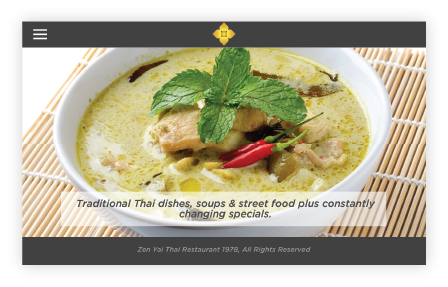 Traditional Thai dishes, soups & street food plus constantly
changing specials.
Zen Yai Thai Restaurant 1978, All Rights Reserved